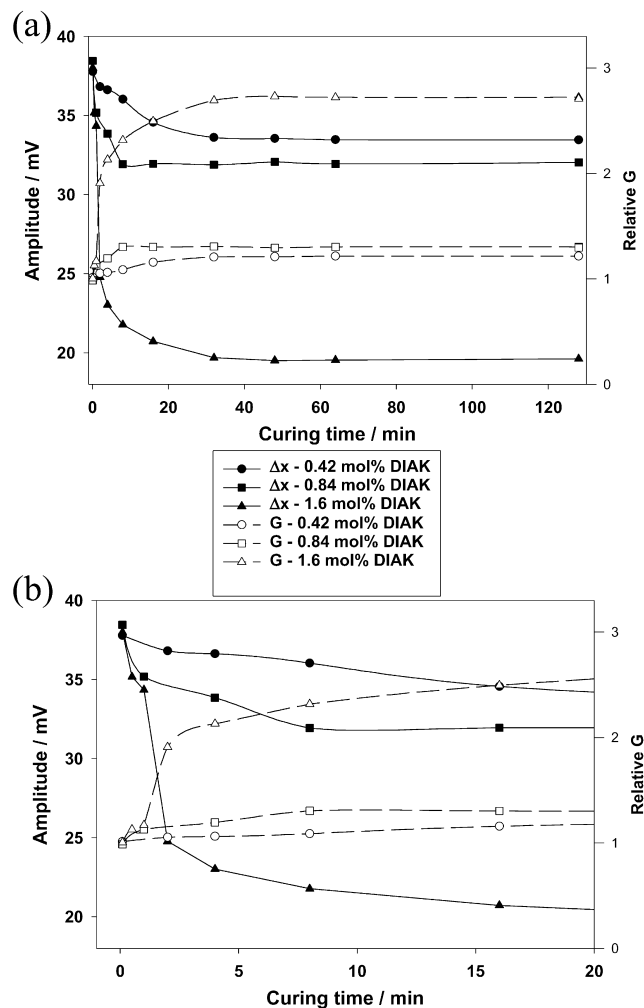 (a)
40
35
30
25
20
3
2
1
0
Amplitude / mV
Relative G
0 20 40 60 80 100 120
Curing time / min
Δx - 0.42 mol% DIAK
Δx - 0.84 mol% DIAK
Δx - 1.6 mol% DIAK
G - 0.42 mol% DIAK
G - 0.84 mol% DIAK
G - 1.6 mol% DIAK
(b)
40
35
30
25
20
3
2
1
0
Amplitude / mV
Relative G
0 5 10 15 20
Curing time / min